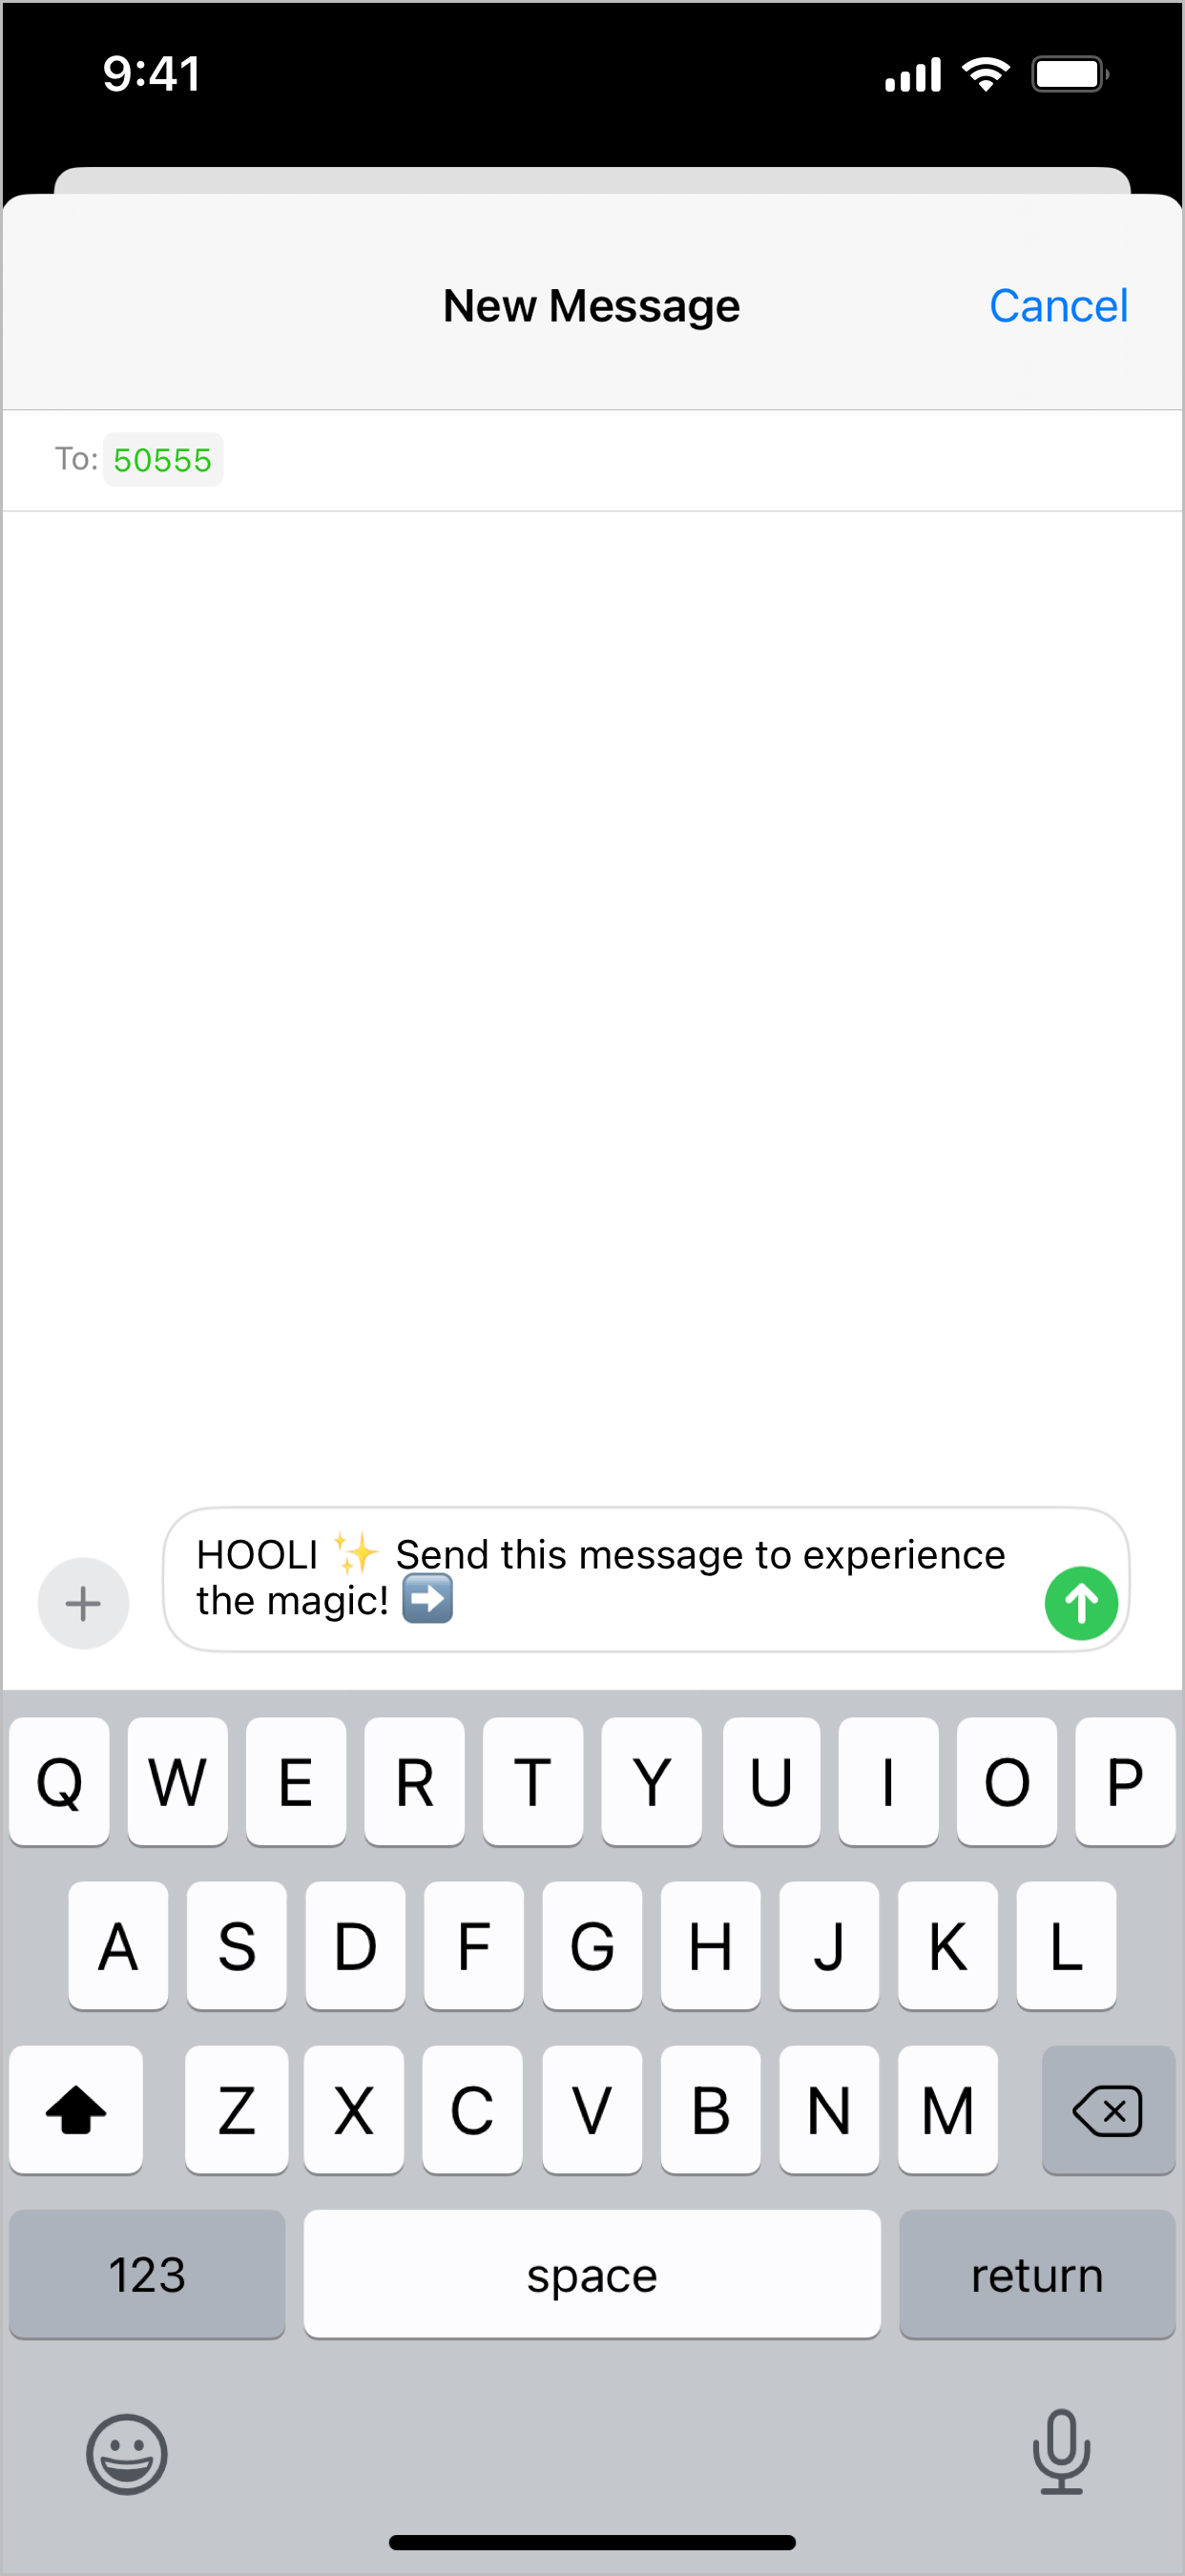 9:41
New Message
Cancel
To: 50555
HOOLI ✨ Send this message to experience
the magic! ➡️
Q W E R T Y U I O P
A S D F G H J K L
Z X C V B N M
123 space return